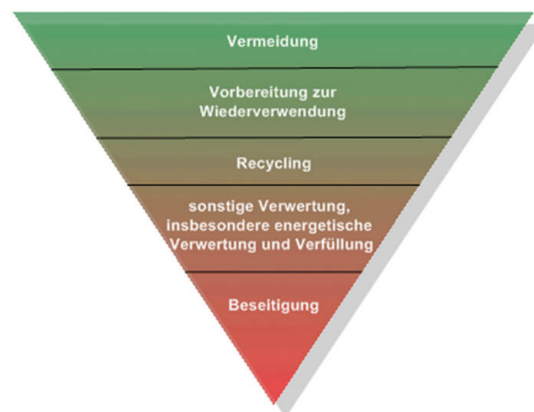 Vermeidung
Vorbereitung zur
Wiederverwendung
Recycling
sonstige Verwertung,
insbesondere energetische
Verwertung und Verfüllung
Beseitigung